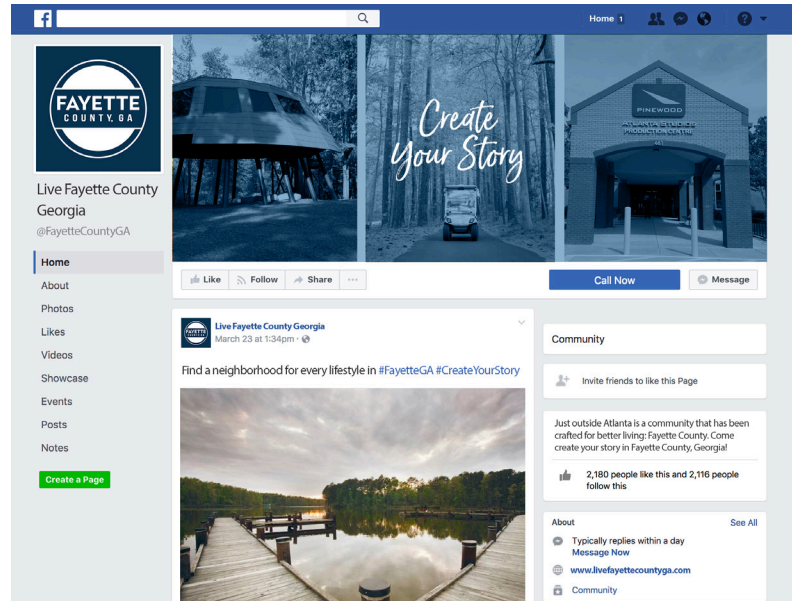 f
Home 1
?
FAYETTE
COUNTY, GA
Create
Your Story
PINEWOOD
ATLANTA STUDIOS
PRODUCTION CENTRE
Live Fayette County
Georgia
@FayetteCountyGA
Home
About
Photos
Likes
Videos
Showcase
Events
Posts
Notes
Create a Page
Like
Follow
Share
...
Call Now
Message
FAYETTE
Live Fayette County Georgia
March 23 at 1:34pm ·
Find a neighborhood for every lifestyle in #FayetteGA #CreateYourStory
Community
Invite friends to like this Page
Just outside Atlanta is a community that has been
crafted for better living: Fayette County. Come
create your story in Fayette County, Georgia!
2,180 people like this and 2,116 people
follow this
About
See All
Typically replies within a day
Message Now
www.livefayettecountyga.com
Community